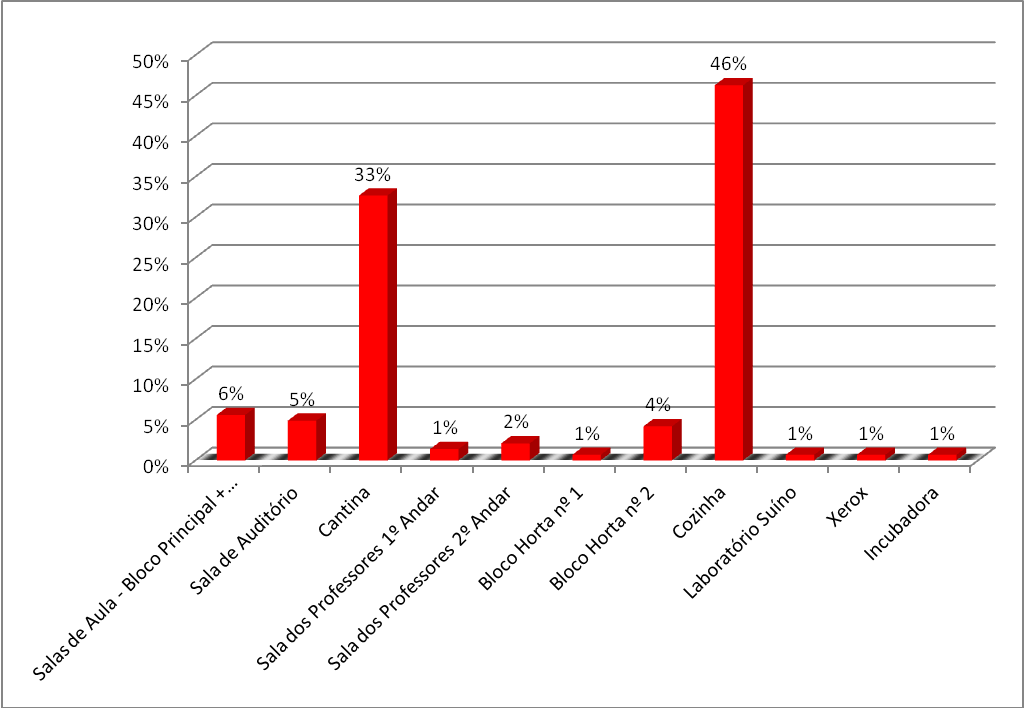 50%
45%
40%
35%
30%
25%
20%
15%
10%
5%
0%
6%
5%
33%
1%
2%
1%
4%
46%
1%
1%
1%
Salas de Aula - Bloco Principal +...
Sala de Auditório
Cantina
Sala dos Professores 1º Andar
Sala dos Professores 2º Andar
Bloco Horta nº 1
Bloco Horta nº 2
Cozinha
Laboratório Suíno
Xerox
Incubadora